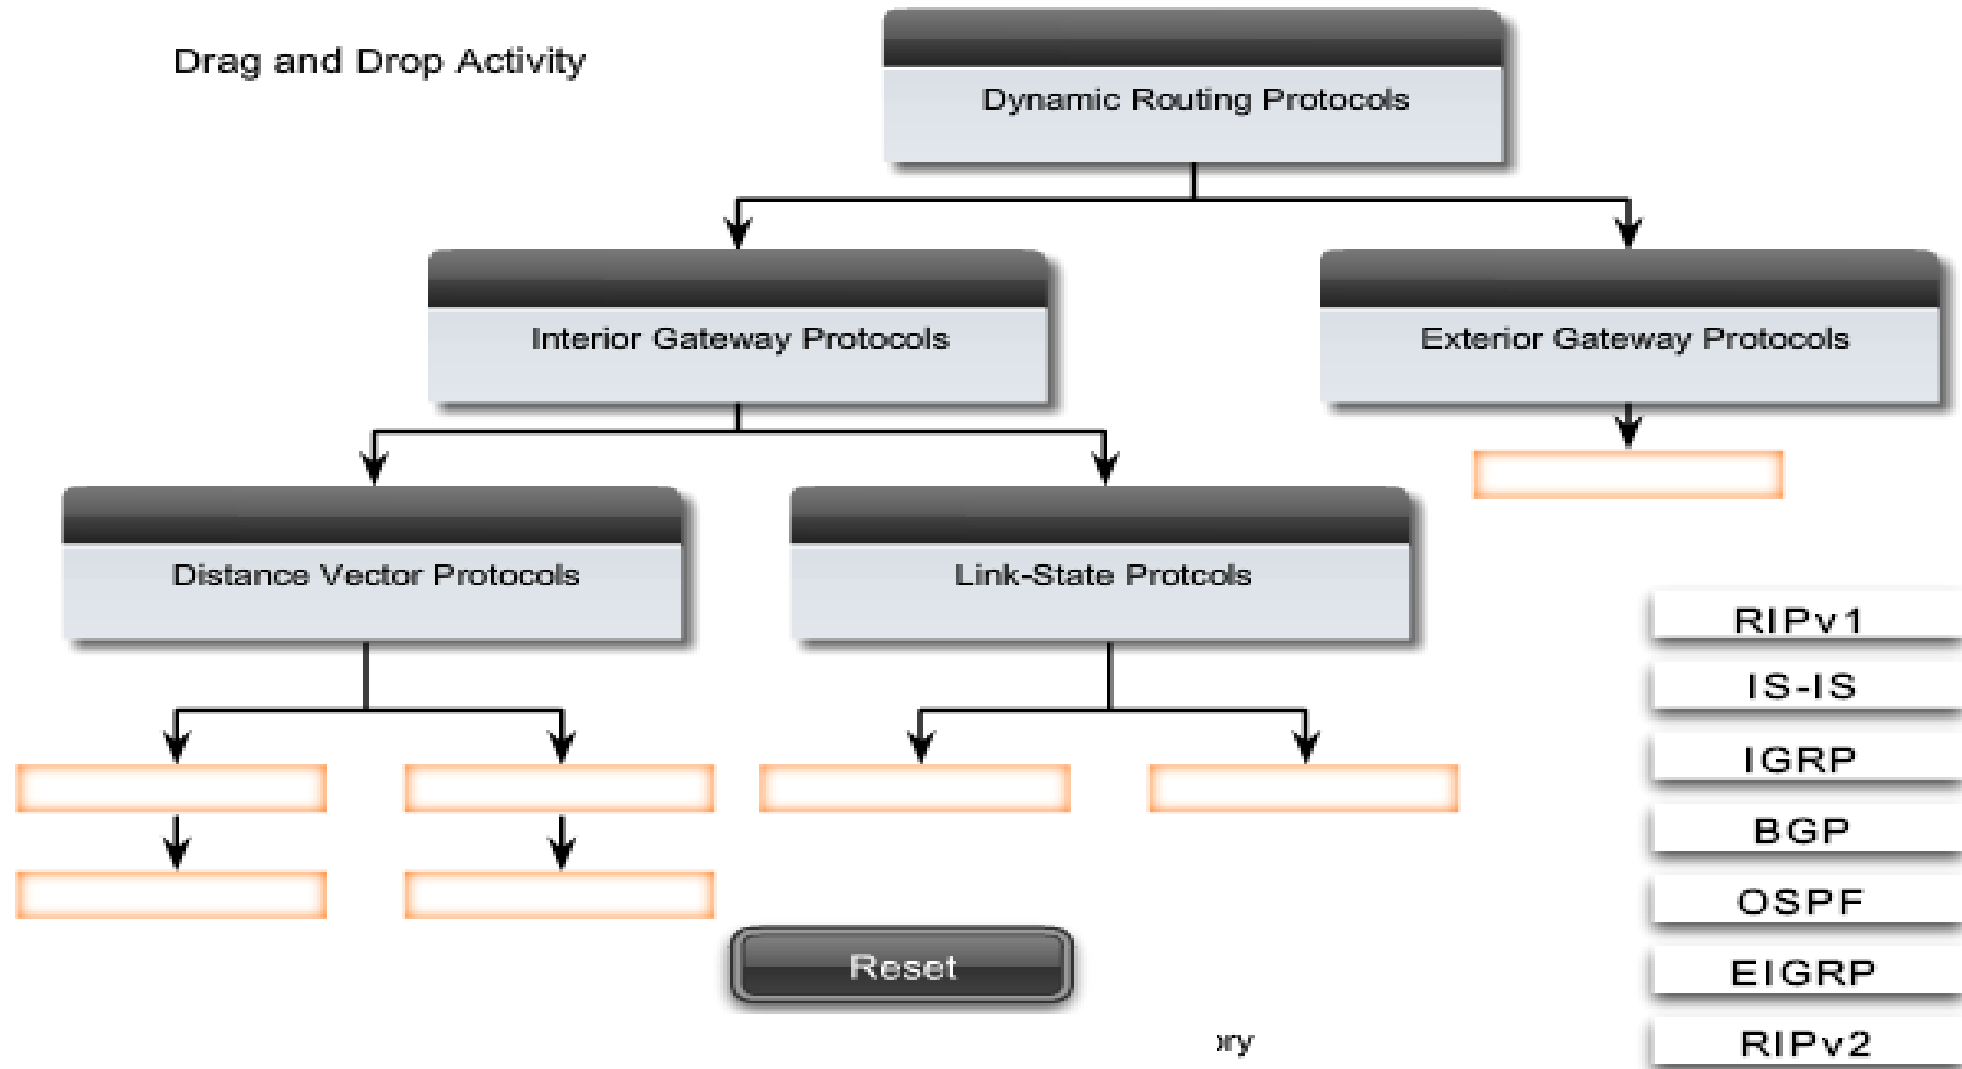 Drag and Drop Activity
Dynamic Routing Protocols
Interior Gateway Protocols
Exterior Gateway Protocols
Distance Vector Protocols
Link-State Protcols
RIPv1
IS-IS
IGRP
BGP
OSPF
EIGRP
RIPv2
Reset